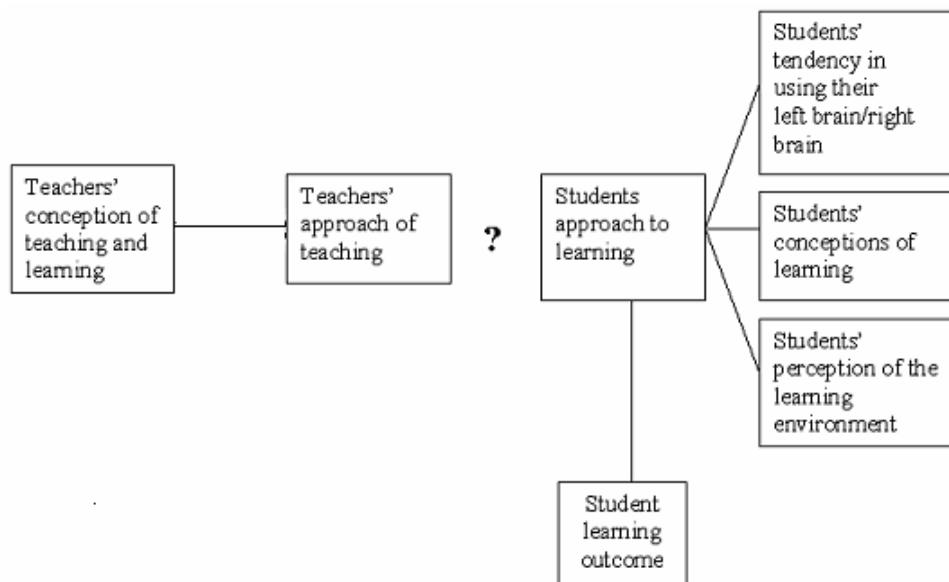 Teachers'
conception of
teaching and
learning
Teachers'
approach of
teaching
?
Students
approach to
learning
Students'
tendency in
using their
left brain/right
brain
Students'
conceptions of
learning
Students'
perception of the
learning
environment
Student
learning
outcome